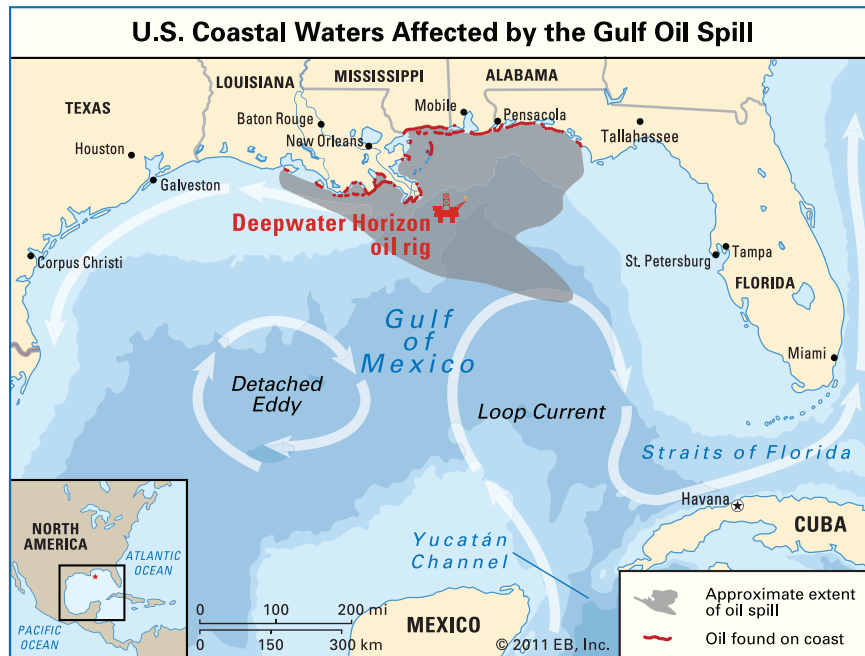 U.S. Coastal Waters Affected by the Gulf Oil Spill
LOUISIANA
MISSISSIPPI
ALABAMA
TEXAS
Baton Rouge
Mobile
Pensacola
New Orleans
Tallahassee
Houston
Galveston
Deepwater Horizon
oil rig
Corpus Christi
Tampa
St. Petersburg
FLORIDA
Gulf
of
Mexico
Miami
Detached
Eddy
Loop Current
Straits of Florida
Havana
CUBA
Yucatán
Channel
NORTH
AMERICA
ATLANTIC
OCEAN
PACIFIC
OCEAN
0 100 200 mi
0 150 300 km
MEXICO
© 2011 EB, Inc.
Approximate extent
of oil spill
Oil found on coast